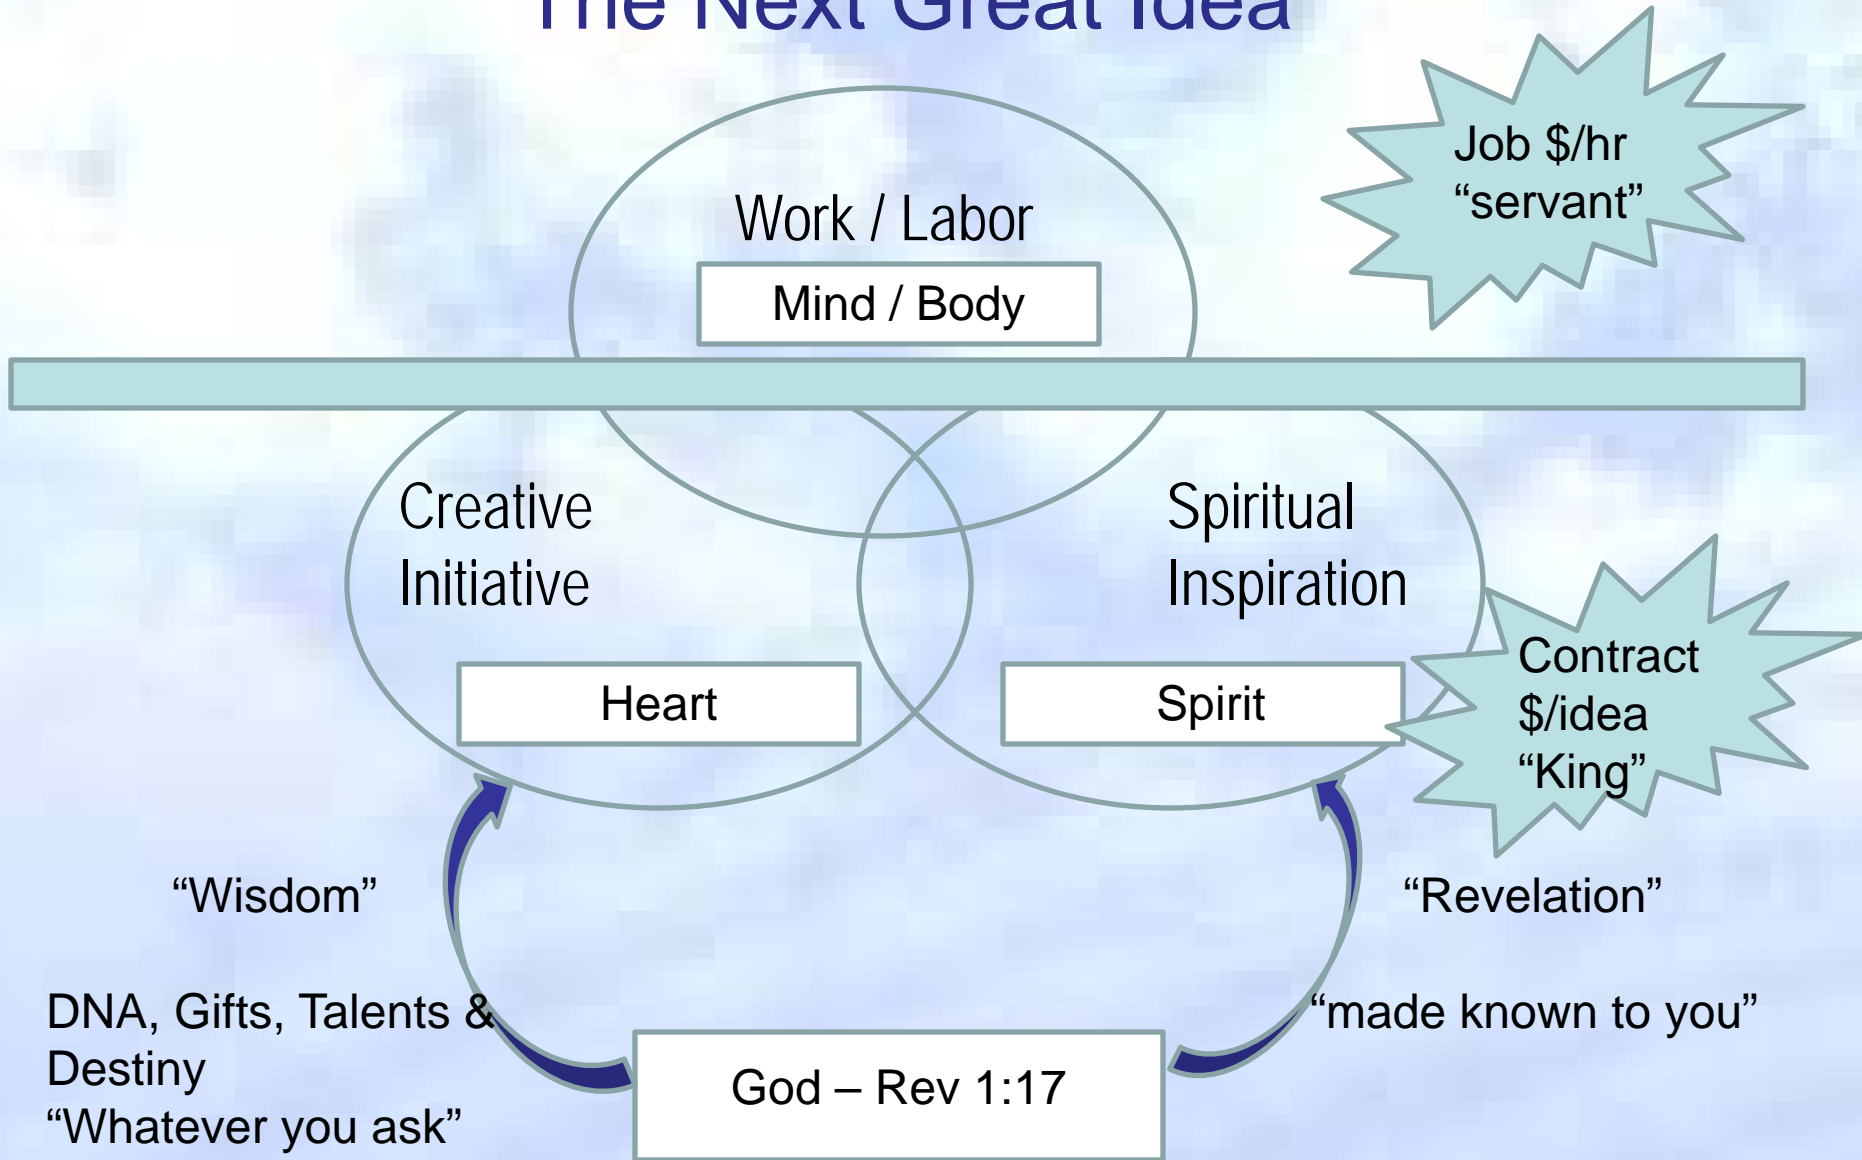 The Next Great Idea
Job $/hr
“servant”
Work / Labor
Mind / Body
Creative
Initiative
Spiritual
Inspiration
Heart
Spirit
Contract
$/idea
“King”
“Wisdom”
“Revelation”
DNA, Gifts, Talents &
Destiny
“Whatever you ask”
“made known to you”
God – Rev 1:17